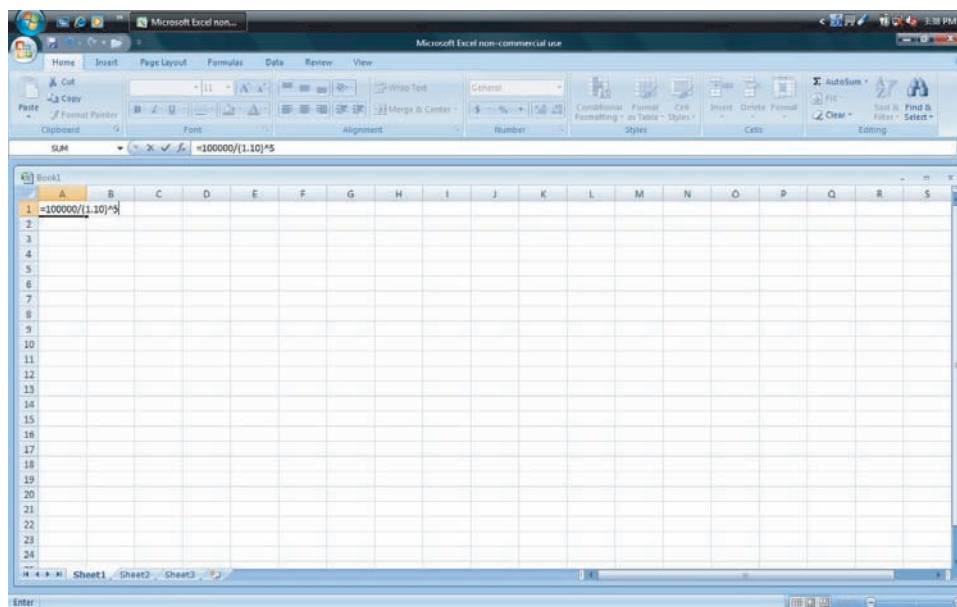 Microsoft Excel non...
3:38 PM
Microsoft Excel non-commercial use
Home Insert Page Layout Formulas Data Review View
Cut
Copy
Format Painter
Paste
11
Wrap Text
Merge & Center
General
Conditional Formatting
Format as Table
Cell Styles
Insert Delete Format
Σ AutoSum
Fill
Clear
Sort & Filter
Find & Select
Clipboard Font Alignment Number Styles Cells Editing
SUM =100000/(1.10)^5
Book1
A B C D E F G H I J K L M N O P Q R S
1 =100000/(1.10)^5
2
3
4
5
6
7
8
9
10
11
12
13
14
15
16
17
18
19
20
21
22
23
24
Sheet1 Sheet2 Sheet3
Enter